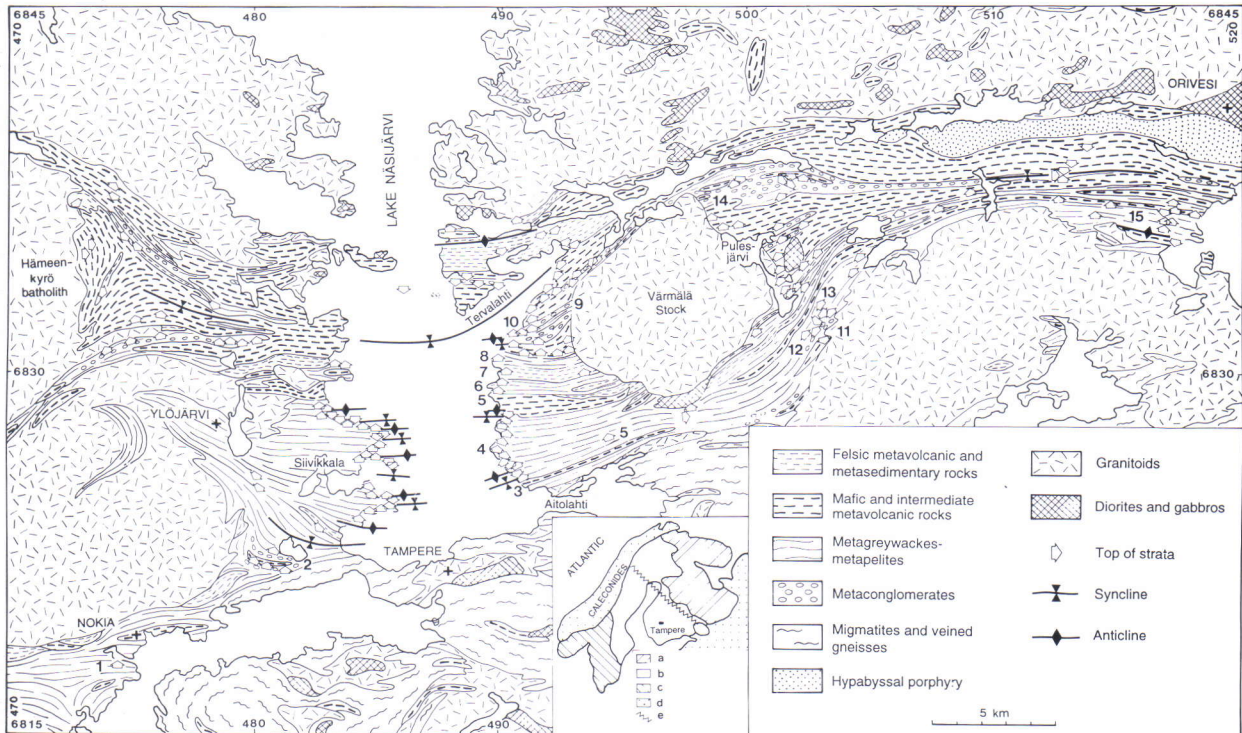 6845
470
480
490
500
510
6845
520
ORIVESI
LAKE NÄSIJÄRVI
14
15
Pules-
järvi
Hämeen-
kyrö
batholith
Värmälä
Stock
Tervalahti
9
13
10
11
12
8
7
6
5
6830
6830
YLÖJÄRVI
4
5
Siivikkala
3
Aitolahti
TAMPERE
2
NOKIA
1
470
6815
480
490
ATLANTIC
CALECONIDES
Tampere
a
b
c
d
e
Felsic metavolcanic and
metasedimentary rocks
Mafic and intermediate
metavolcanic rocks
Metagreywackes-
metapelites
Metaconglomerates
Migmatites and veined
gneisses
Hypabyssal porphyry
Granitoids
Diorites and gabbros
Top of strata
Syncline
Anticline
5 km